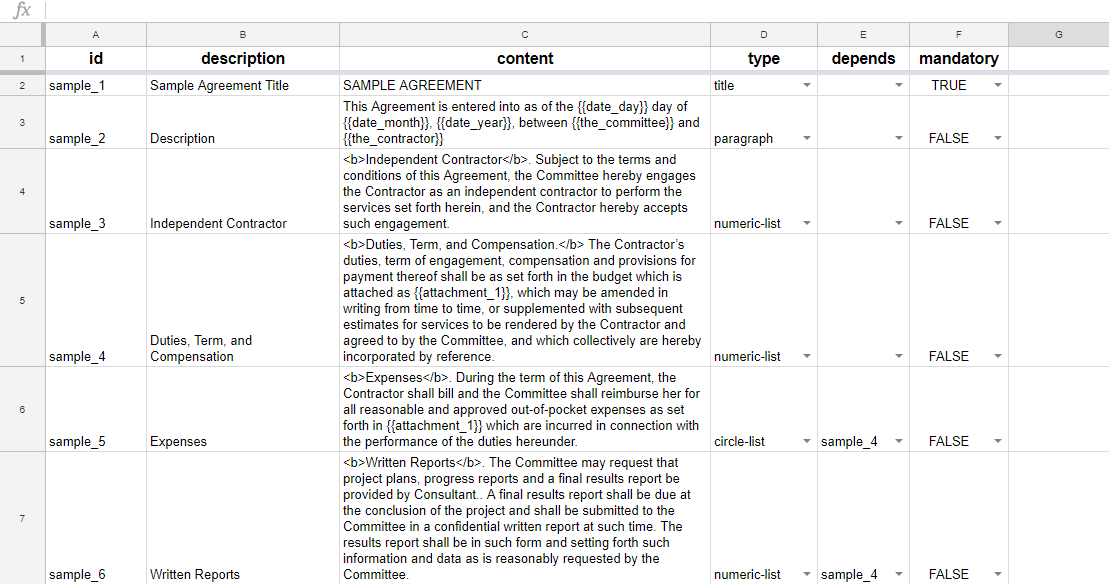 fx
A B C D E F G
1 id description content type depends mandatory
2 sample_1 Sample Agreement Title SAMPLE AGREEMENT title TRUE
This Agreement is entered into as of the {{date_day}} day of
3 {{date_month}}, {{date_year}}, between {{the_committee}} and
sample_2 Description {{the_contractor}} paragraph FALSE
<b>Independent Contractor</b>. Subject to the terms and
conditions of this Agreement, the Committee hereby engages
4 the Contractor as an independent contractor to perform the
services set forth herein, and the Contractor hereby accepts
sample_3 Independent Contractor such engagement. numeric-list FALSE
<b>Duties, Term, and Compensation.</b> The Contractor's
duties, term of engagement, compensation and provisions for
payment thereof shall be as set forth in the budget which is
5 attached as {{attachment_1}}, which may be amended in
writing from time to time, or supplemented with subsequent
estimates for services to be rendered by the Contractor and
Duties, Term, and agreed to by the Committee, and which collectively are hereby
sample_4 Compensation incorporated by reference. numeric-list FALSE
<b>Expenses</b>. During the term of this Agreement, the
Contractor shall bill and the Committee shall reimburse her for
6 all reasonable and approved out-of-pocket expenses as set
forth in {{attachment_1}} which are incurred in connection with
sample_5 Expenses the performance of the duties hereunder. circle-list sample_4 FALSE
<b>Written Reports</b>. The Committee may request that
project plans, progress reports and a final results report be
provided by Consultant.. A final results report shall be due at
7 the conclusion of the project and shall be submitted to the
Committee in a confidential written report at such time. The
results report shall be in such form and setting forth such
information and data as is reasonably requested by the
sample_6 Written Reports Committee. numeric-list sample_4 FALSE